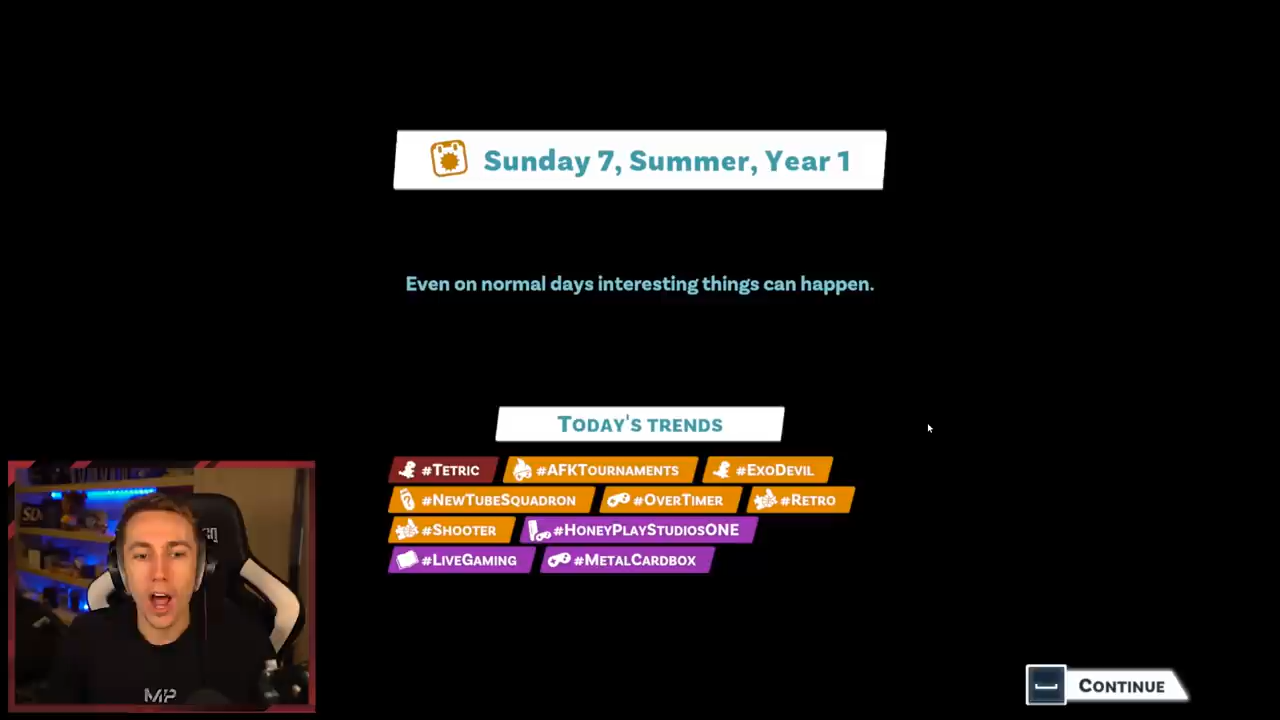 Sunday 7, Summer, Year 1
Even on normal days interesting things can happen.
TODAY'S TRENDS
#TETRIC #AFKTOURNAMENTS #EXODEVIL
#NEWTUBESQUADRON #OVERTIMER #RETRO
#SHOOTER #HONEYPLAYSTUDIOSONE
#LIVEGAMING #METALCARDBOX
MP
CONTINUE